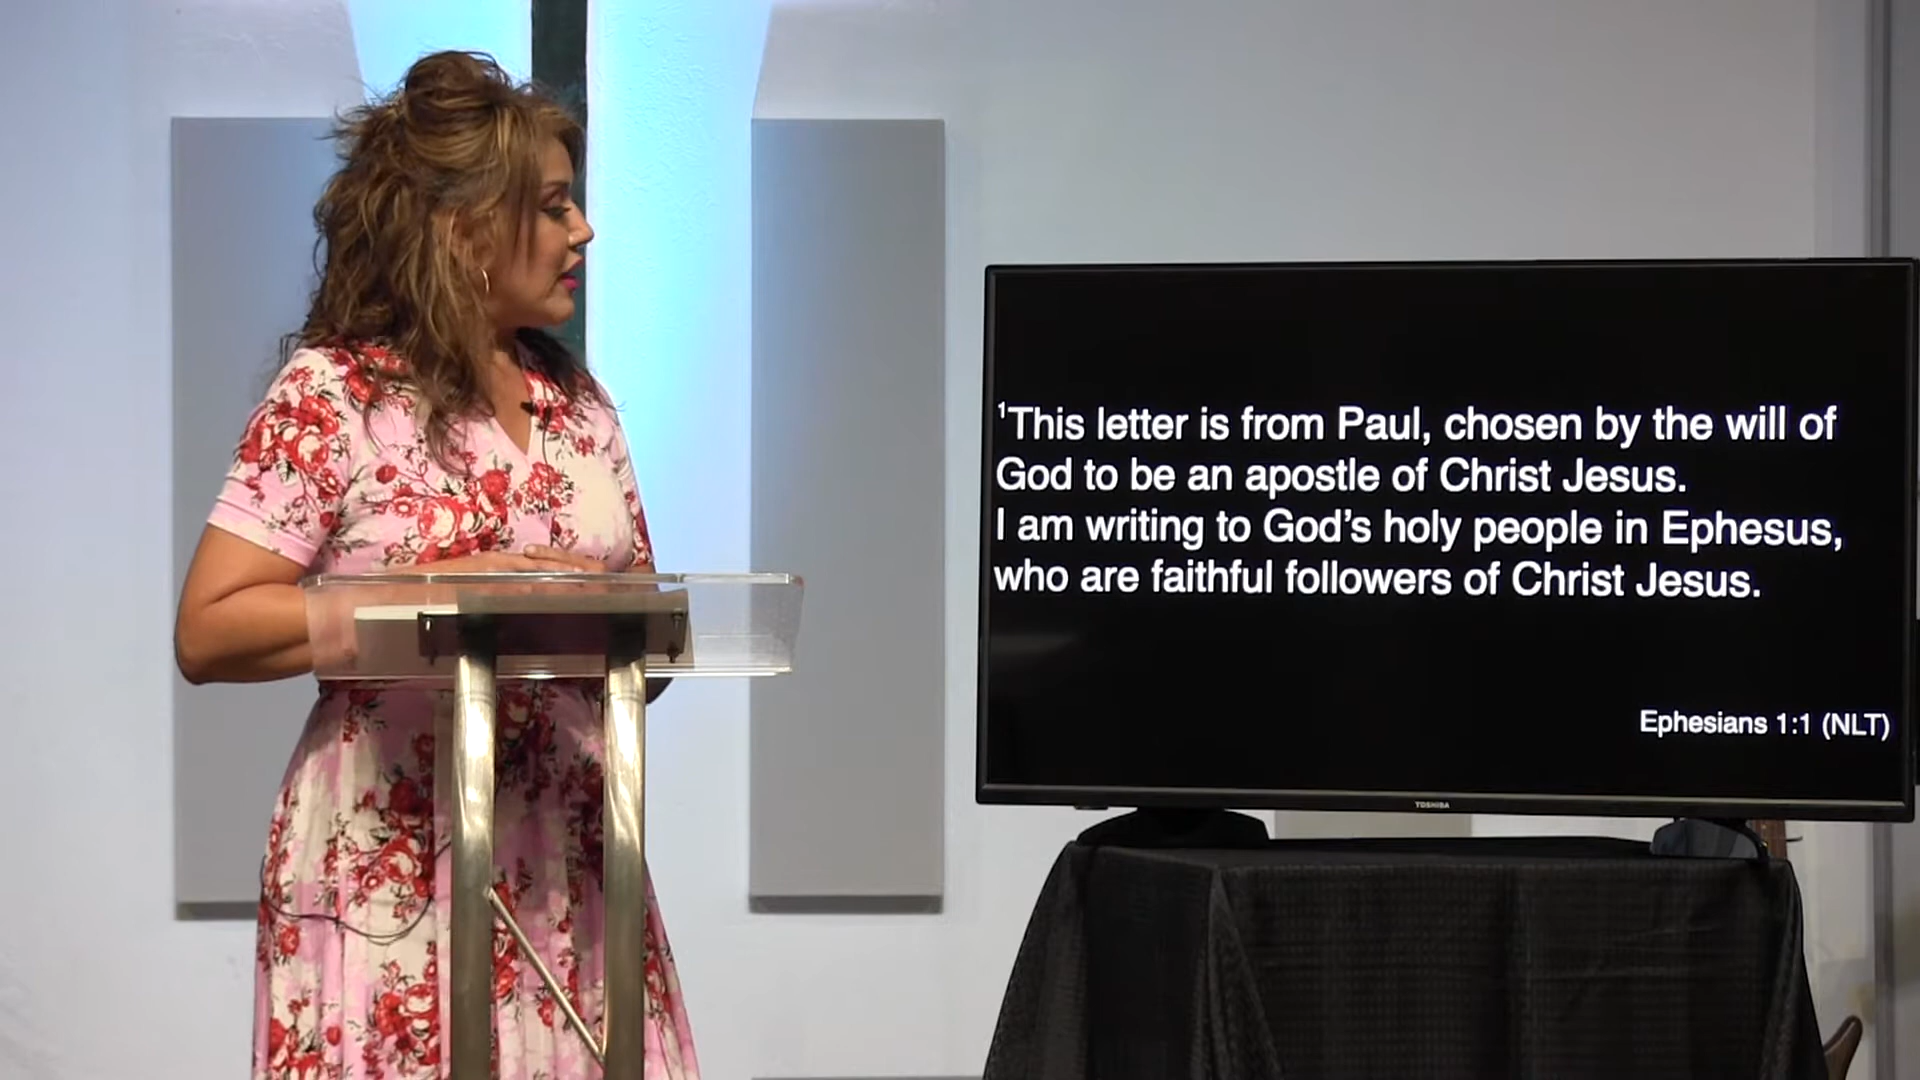 ¹This letter is from Paul, chosen by the will of
God to be an apostle of Christ Jesus.
I am writing to God’s holy people in Ephesus,
who are faithful followers of Christ Jesus.
Ephesians 1:1 (NLT)
TOSHIBA